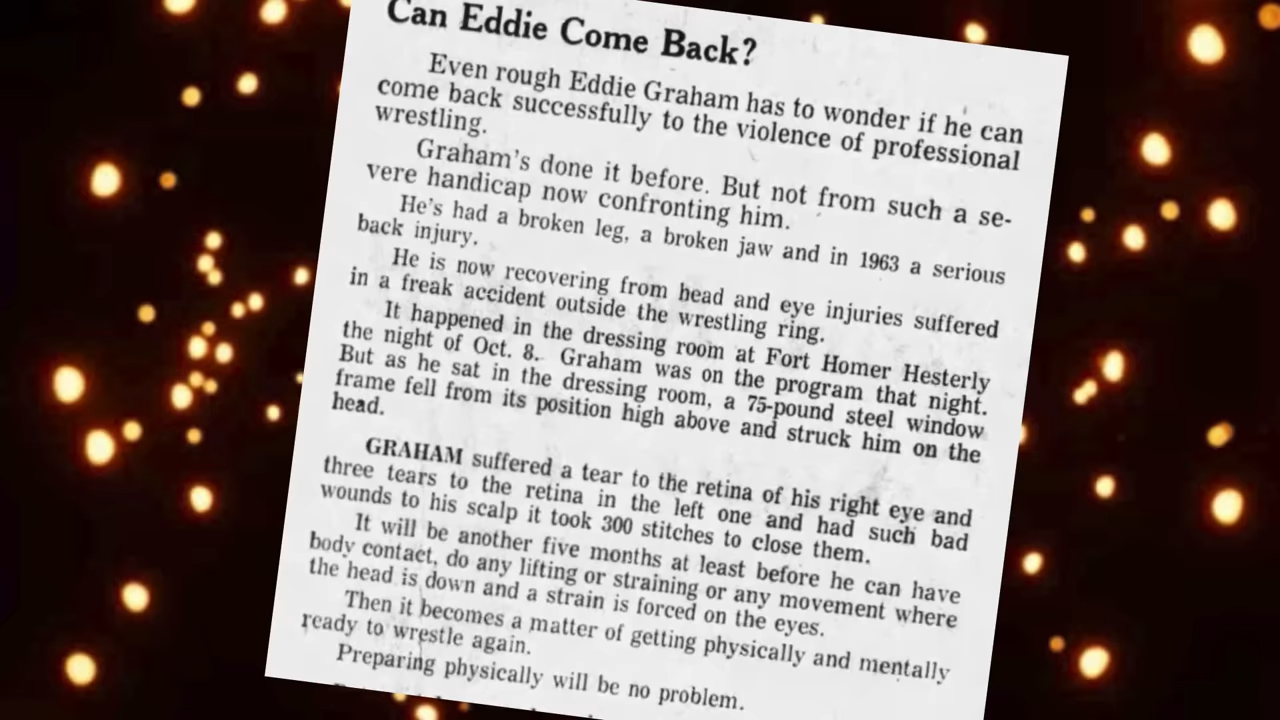 Can Eddie Come Back?
Even rough Eddie Graham has to wonder if he can
come back successfully to the violence of professional
wrestling.
Graham's done it before. But not from such a se-
vere handicap now confronting him.
He's had a broken leg, a broken jaw and in 1963 a serious
back injury.
He is now recovering from head and eye injuries suffered
in a freak accident outside the wrestling ring.
It happened in the dressing room at Fort Homer Hesterly
the night of Oct. 8. Graham was on the program that night.
But as he sat in the dressing room, a 75-pound steel window
frame fell from its position high above and struck him on the
head.
GRAHAM suffered a tear to the retina of his right eye and
three tears to the retina in the left one and had such bad
wounds to his scalp it took 300 stitches to close them.
It will be another five months at least before he can have
body contact, do any lifting or straining or any movement where
the head is down and a strain is forced on the eyes.
Then it becomes a matter of getting physically and mentally
ready to wrestle again.
Preparing physically will be no problem.